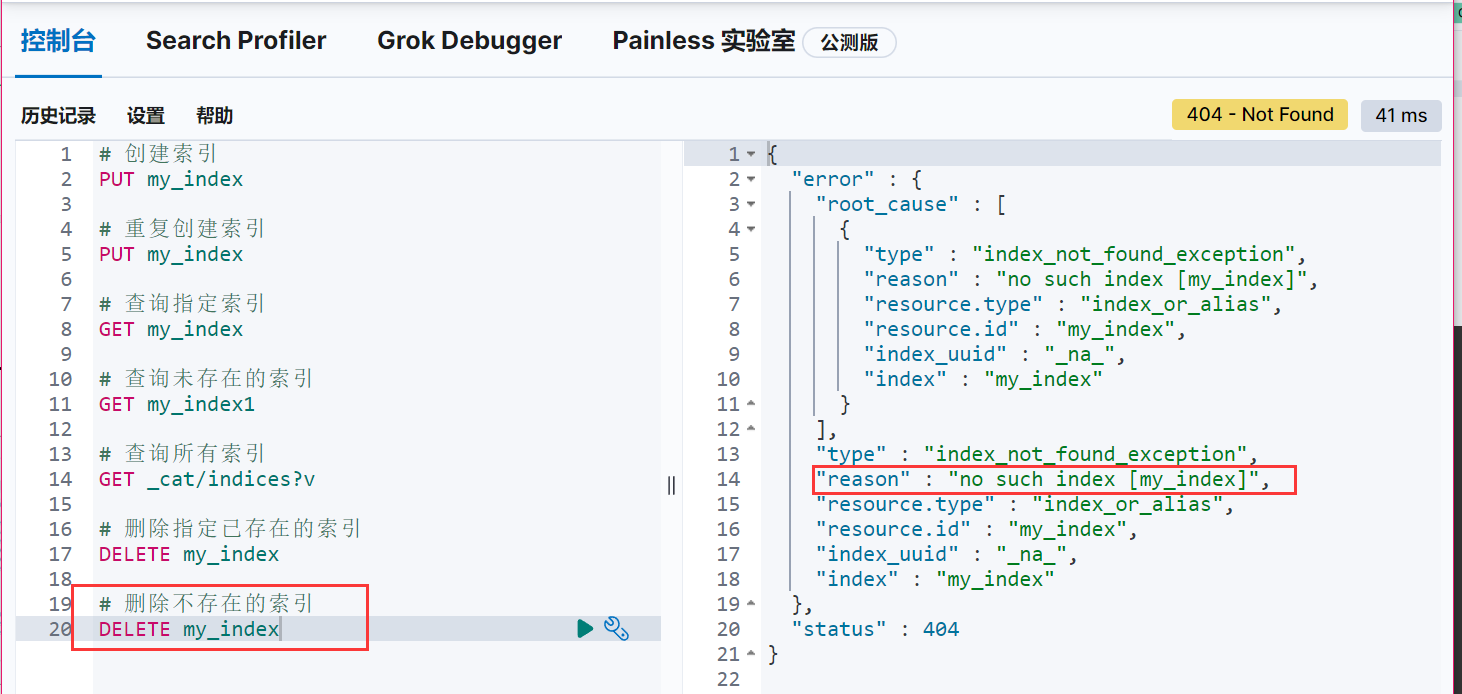 控制台 Search Profiler Grok Debugger Painless 实验室 公测版
历史记录 设置 帮助 404 - Not Found 41 ms
1 # 创建索引
2 PUT my_index
3
4 # 重复创建索引
5 PUT my_index
6
7 # 查询指定索引
8 GET my_index
9
10 # 查询未存在的索引
11 GET my_index1
12
13 # 查询所有索引
14 GET _cat/indices?v
15
16 # 删除指定已存在的索引
17 DELETE my_index
18
19 # 删除不存在的索引
20 DELETE my_index
1 {
2 "error" : {
3 "root_cause" : [
4 {
5 "type" : "index_not_found_exception",
6 "reason" : "no such index [my_index]",
7 "resource.type" : "index_or_alias",
8 "resource.id" : "my_index",
9 "index_uuid" : "_na_",
10 "index" : "my_index"
11 }
12 ],
13 "type" : "index_not_found_exception",
14 "reason" : "no such index [my_index]",
15 "resource.type" : "index_or_alias",
16 "resource.id" : "my_index",
17 "index_uuid" : "_na_",
18 "index" : "my_index"
19 },
20 "status" : 404
21 }
22